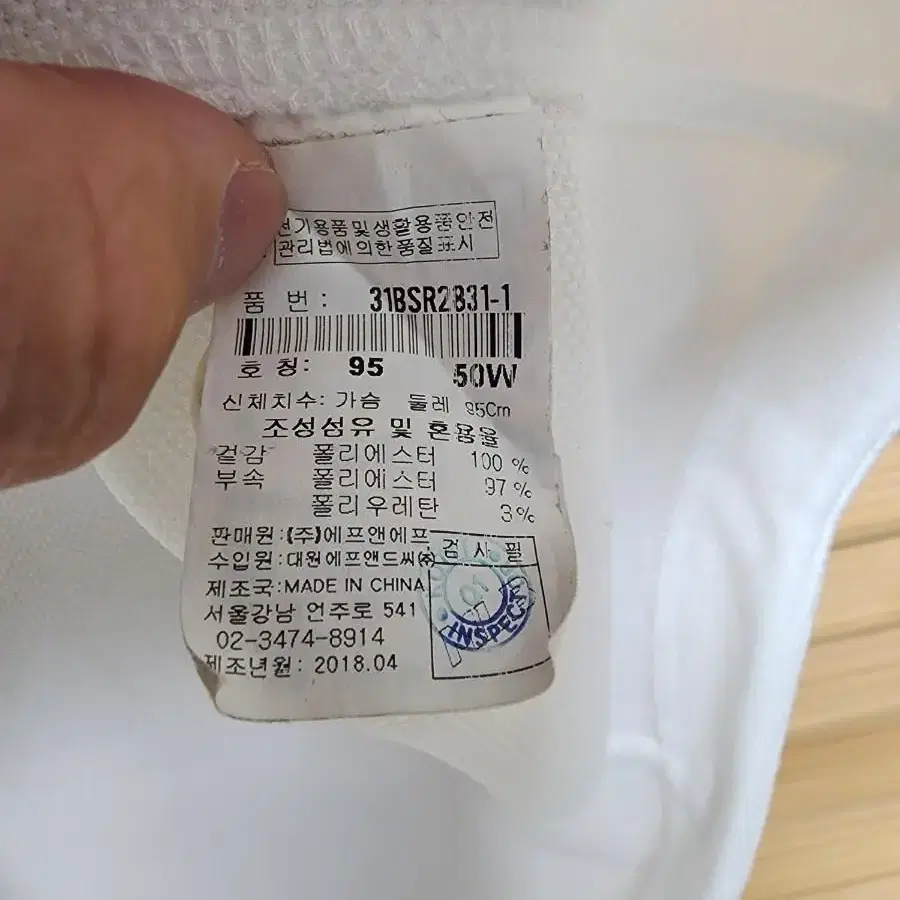 전기용품및생활용품안전
관리법에의한품질표시
품 번: 31BSR2831-1
호 칭: 95 50W
신체치수: 가슴 둘레 95Cm
조성섬유 및 혼용율
겉감 폴리에스터 100 %
부속 폴리에스터 97 %
폴리우레탄 3%
판매원:(주)에프앤에프
수입원:대원에프앤드씨㈜
제조국:MADE IN CHINA
서울강남 언주로 541
02-3474-8914
제조년월: 2018.04
검 사 필
01
INSPECT